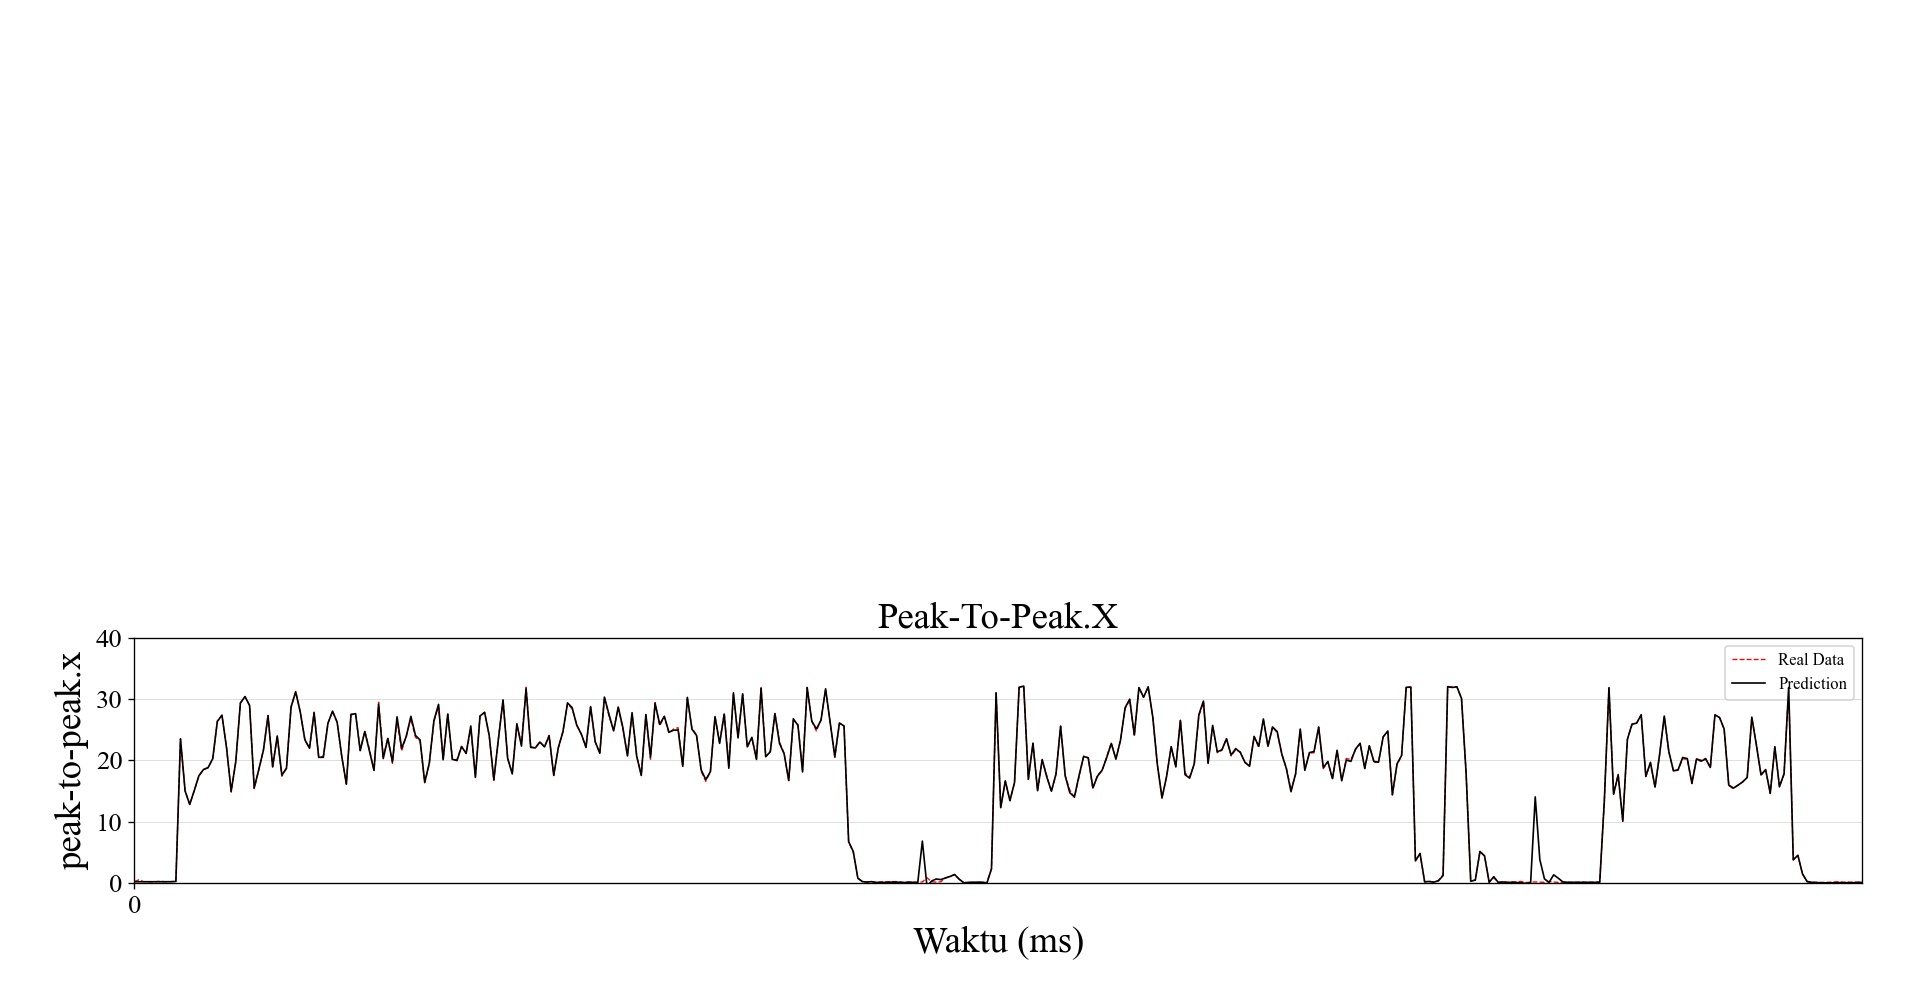 Peak-To-Peak.X
peak-to-peak.x
40
30
20
10
0
0
Real Data
Prediction
Waktu (ms)